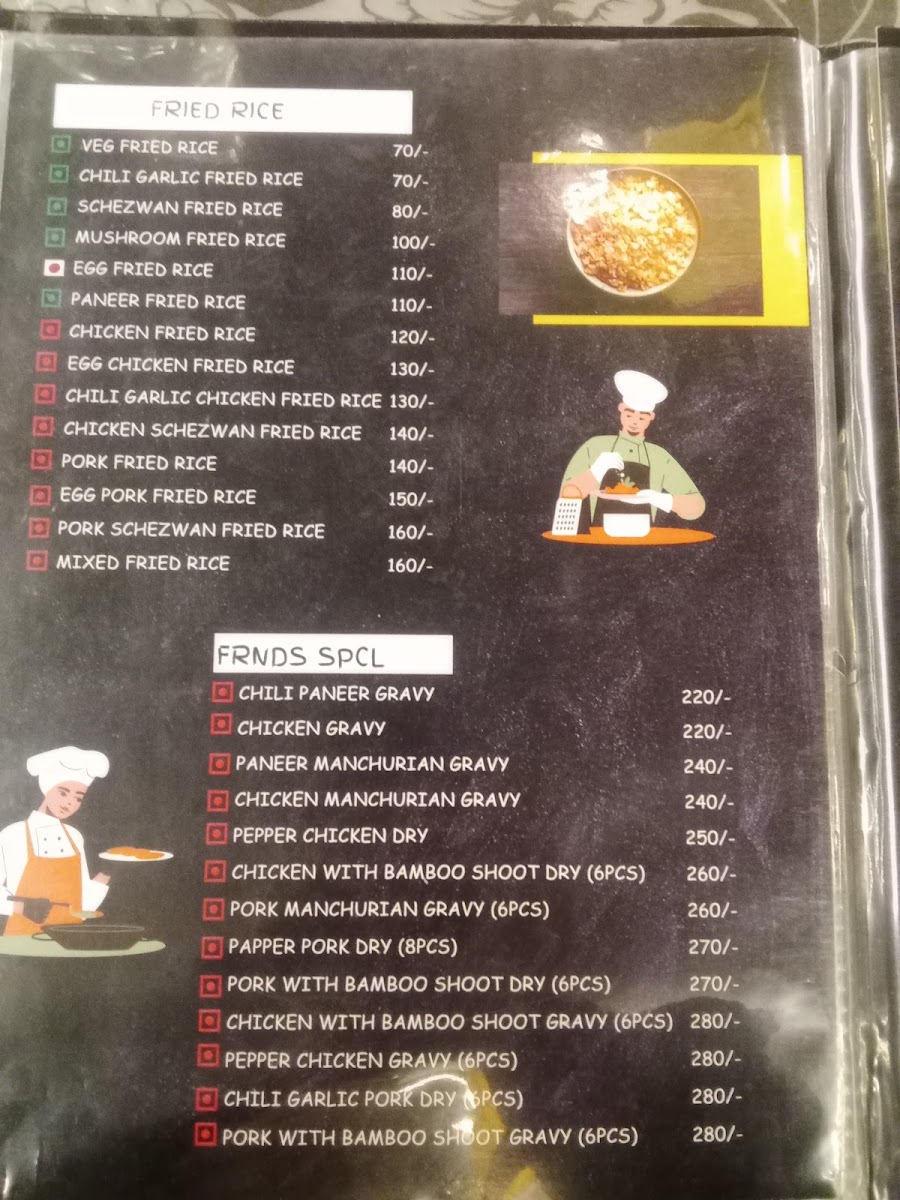 FRIED RICE
VEG FRIED RICE 70/-
CHILI GARLIC FRIED RICE 70/-
SCHEZWAN FRIED RICE 80/-
MUSHROOM FRIED RICE 100/-
EGG FRIED RICE 110/-
PANEER FRIED RICE 110/-
CHICKEN FRIED RICE 120/-
EGG CHICKEN FRIED RICE 130/-
CHILI GARLIC CHICKEN FRIED RICE 130/-
CHICKEN SCHEZWAN FRIED RICE 140/-
PORK FRIED RICE 140/-
EGG PORK FRIED RICE 150/-
PORK SCHEZWAN FRIED RICE 160/-
MIXED FRIED RICE 160/-
FRNDS SPCL
CHILI PANEER GRAVY 220/-
CHICKEN GRAVY 220/-
PANEER MANCHURIAN GRAVY 240/-
CHICKEN MANCHURIAN GRAVY 240/-
PEPPER CHICKEN DRY 250/-
CHICKEN WITH BAMBOO SHOOT DRY (6PCS) 260/-
PORK MANCHURIAN GRAVY (6PCS) 260/-
PAPPER PORK DRY (8PCS) 270/-
PORK WITH BAMBOO SHOOT DRY (6PCS) 270/-
CHICKEN WITH BAMBOO SHOOT GRAVY (6PCS) 280/-
PEPPER CHICKEN GRAVY (6PCS) 280/-
CHILI GARLIC PORK DRY (6PCS) 280/-
PORK WITH BAMBOO SHOOT GRAVY (6PCS) 280/-